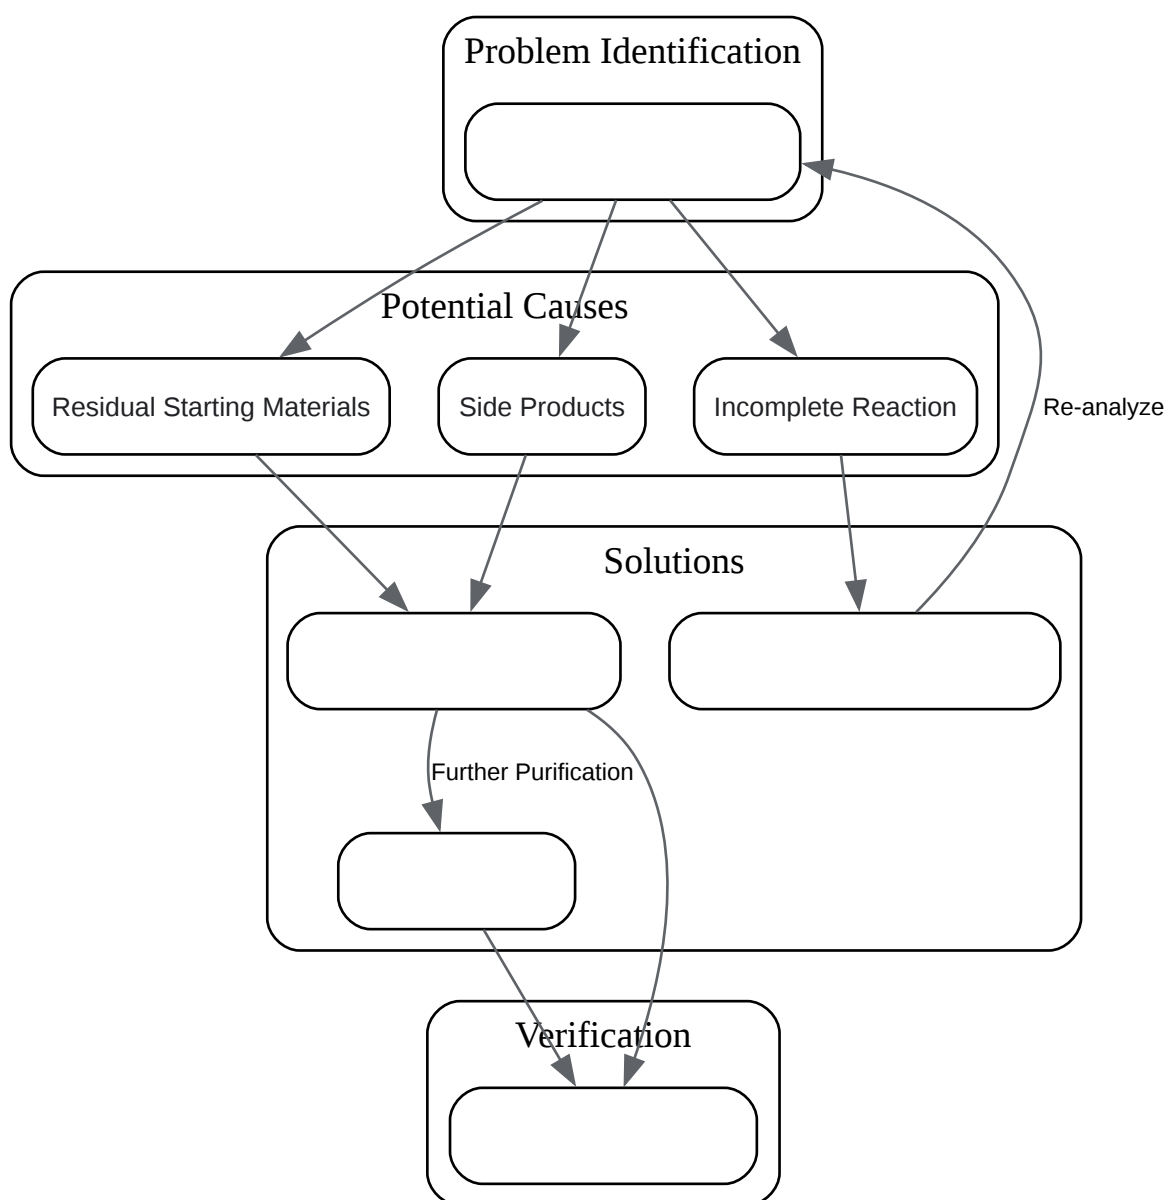 Problem Identification
Potential Causes
Residual Starting Materials
Side Products
Incomplete Reaction
Re-analyze
Solutions
Further Purification
Verification